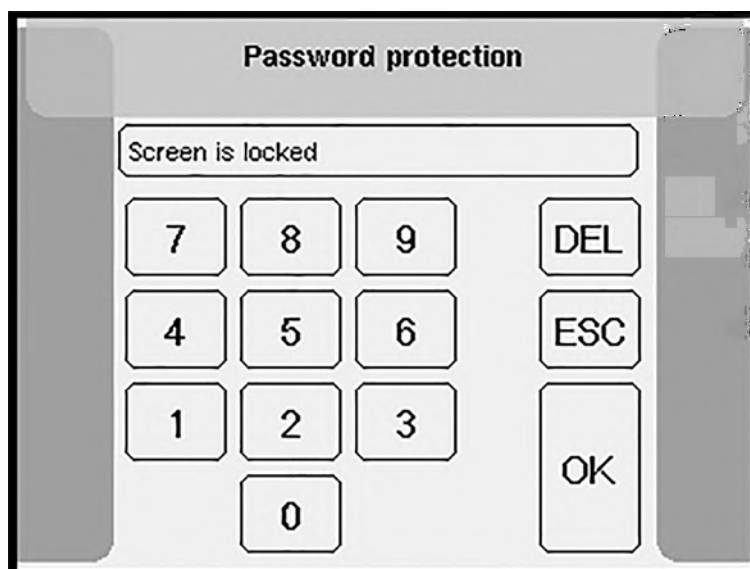 Password protection
Screen is locked
7 8 9 DEL
4 5 6 ESC
1 2 3
OK
0